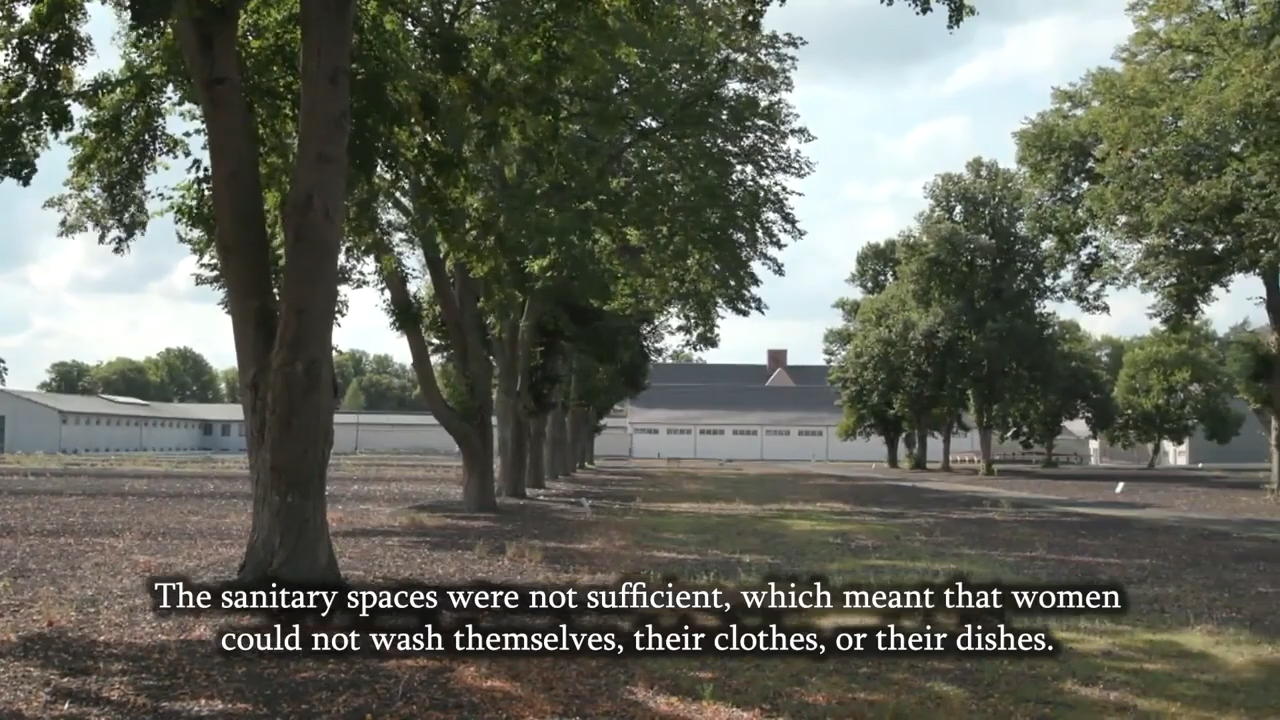 The sanitary spaces were not sufficient, which meant that women
could not wash themselves, their clothes, or their dishes.